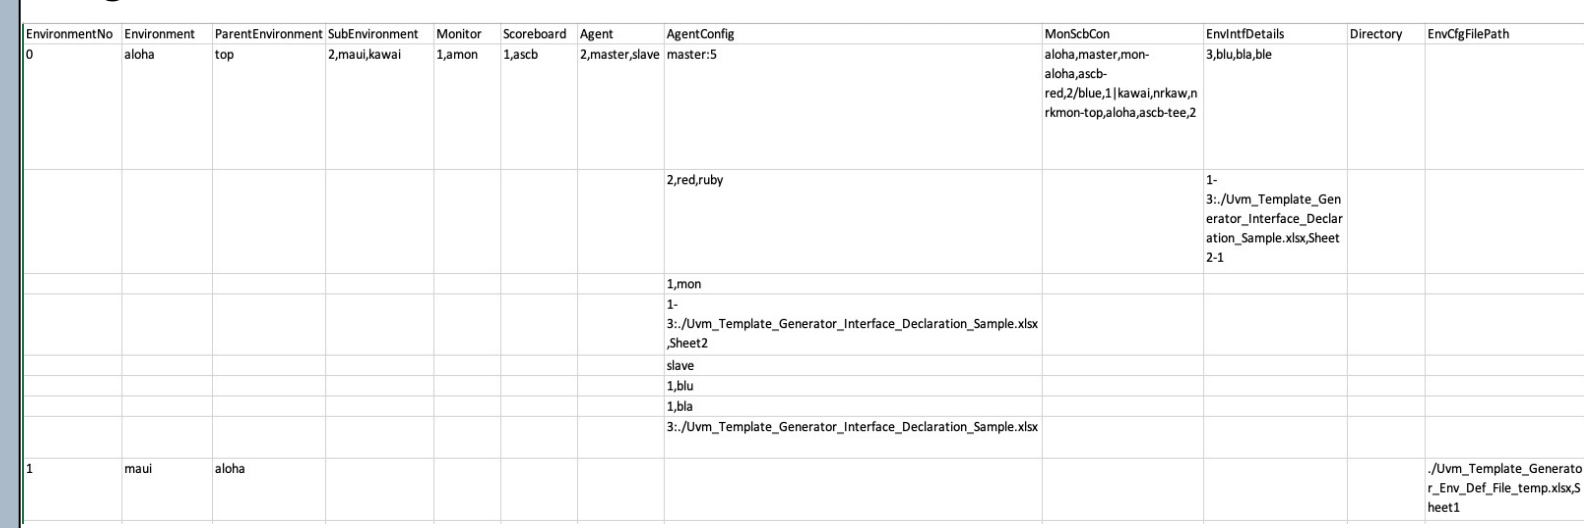 EnvironmentNo Environment ParentEnvironment SubEnvironment Monitor Scoreboard Agent AgentConfig MonScbCon EnvIntfDetails Directory EnvCfgFilePath
0 aloha top 2,maui,kawai 1,amon 1,ascb 2,master,slave master:5 aloha,master,mon- 3,blu,bla,ble
aloha,ascb-
red,2/blue,1|kawai,nrkaw,n
rkmon-top,aloha,ascb-tee,2
2,red,ruby 1-
3:./Uvm_Template_Gen
erator_Interface_Declar
ation_Sample.xlsx,Sheet
2-1
1,mon
1-
3:./Uvm_Template_Generator_Interface_Declaration_Sample.xlsx
,Sheet2
slave
1,blu
1,bla
3:./Uvm_Template_Generator_Interface_Declaration_Sample.xlsx
1 maui aloha ./Uvm_Template_Generato
r_Env_Def_File_temp.xlsx,S
heet1